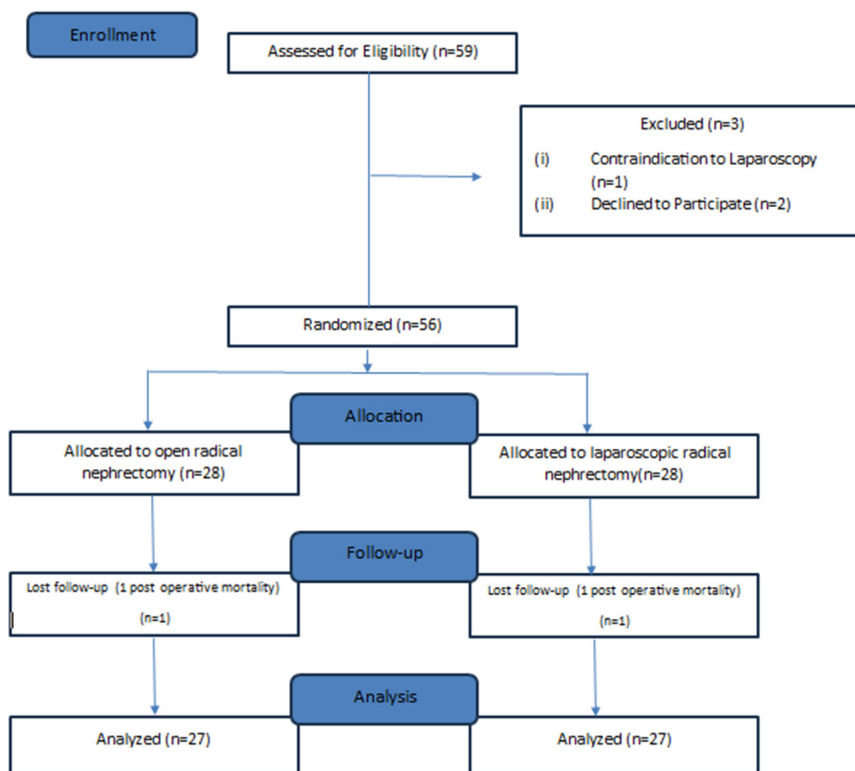 Enrollment
Assessed for Eligibility (n=59)
Excluded (n=3)
(i) Contraindication to Laparoscopy
(n=1)
(ii) Declined to Participate (n=2)
Randomized (n=56)
Allocation
Allocated to open radical
nephrectomy (n=28)
Allocated to laparoscopic radical
nephrectomy(n=28)
Follow-up
Lost follow-up (1 post operative mortality)
(n=1)
Lost follow-up (1 post operative mortality)
(n=1)
Analysis
Analyzed (n=27)
Analyzed (n=27)